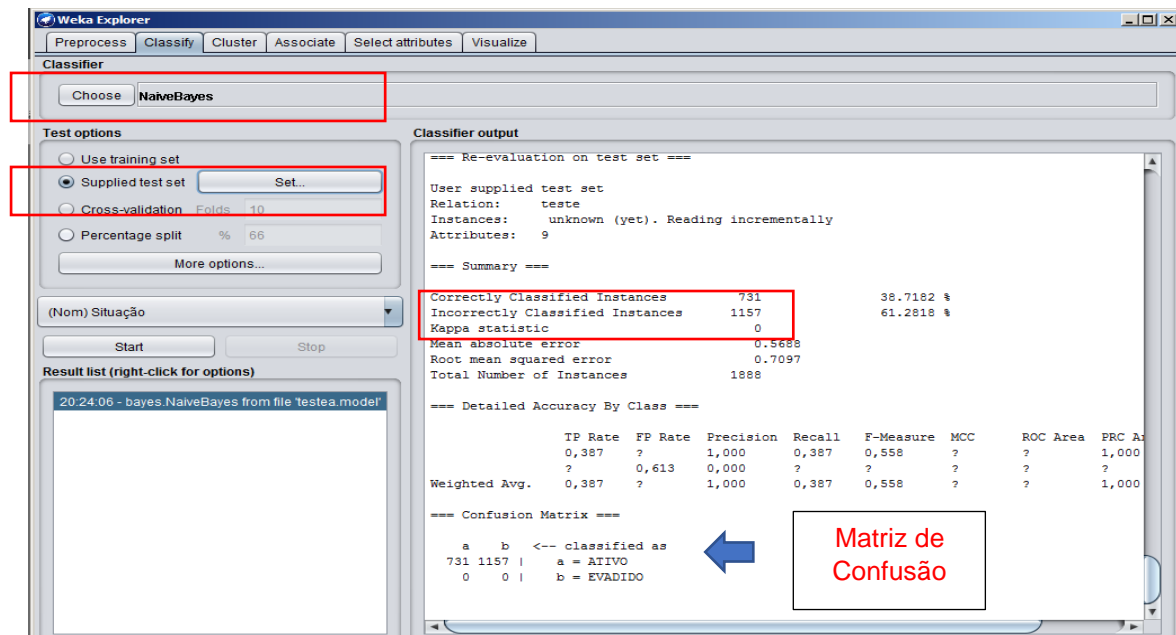 Weka Explorer
Preprocess Classify Cluster Associate Select attributes Visualize
Classifier
Choose NaiveBayes
Test options
Use training set
Supplied test set Set...
Cross-validation Folds 10
Percentage split % 66
More options...
(Nom) Situação
Start Stop
Result list (right-click for options)
20:24:06 - bayes.NaiveBayes from file 'testea.model'
Classifier output
=== Re-evaluation on test set ===
User supplied test set
Relation: teste
Instances: unknown (yet). Reading incrementally
Attributes: 9
=== Summary ===
Correctly Classified Instances 731 38.7182 %
Incorrectly Classified Instances 1157 61.2818 %
Kappa statistic 0
Mean absolute error 0.5688
Root mean squared error 0.7097
Total Number of Instances 1888
=== Detailed Accuracy By Class ===
TP Rate FP Rate Precision Recall F-Measure MCC ROC Area PRC
0,387 ? 1,000 0,387 0,558 ? ? 1,000
? 0,613 0,000 ? ? ? ? ?
Weighted Avg. 0,387 ? 1,000 0,387 0,558 ? ? 1,000
=== Confusion Matrix ===
a b <-- classified as
731 1157 | a = ATIVO
0 0 | b = EVADIDO
Matriz de
Confusão